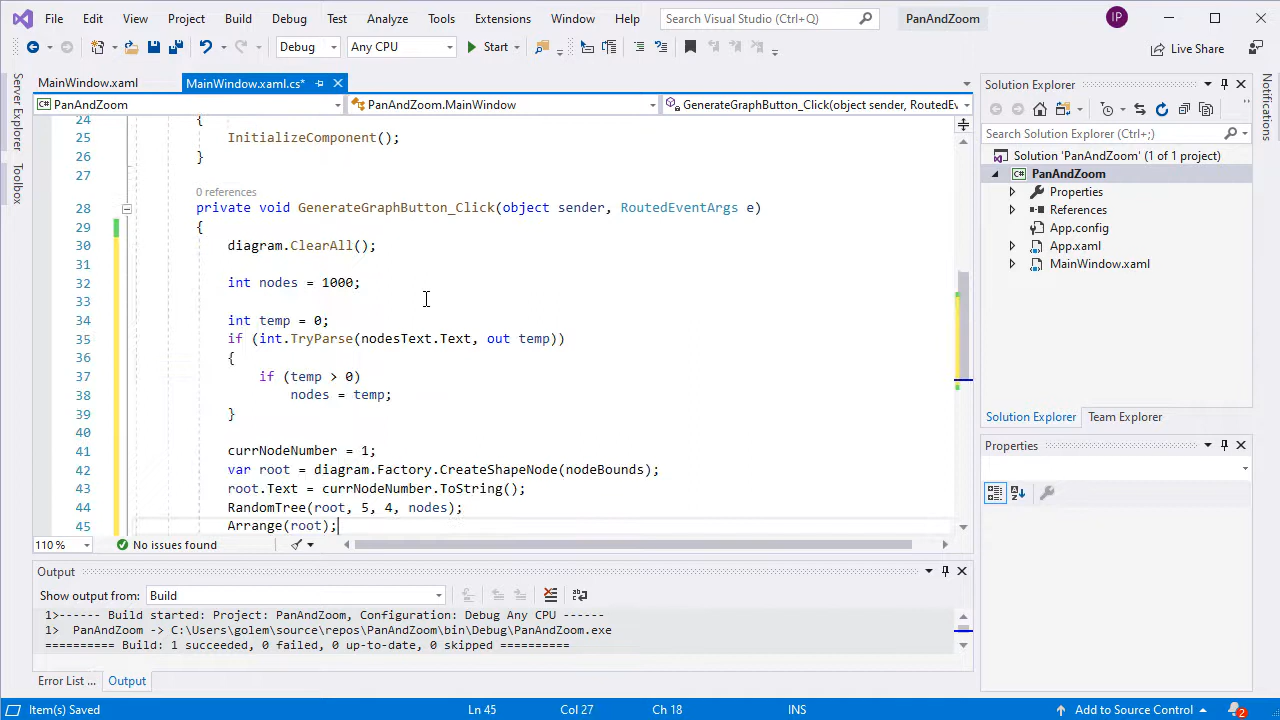 File Edit View Project Build Debug Test Analyze Tools Extensions Window Help Search Visual Studio (Ctrl+Q) PanAndZoom IP
Debug Any CPU Start Live Share
MainWindow.xaml MainWindow.xaml.cs*
PanAndZoom PanAndZoom.MainWindow GenerateGraphButton_Click(object sender, RoutedEv
24 {
25 InitializeComponent();
26 }
27
0 references
28 private void GenerateGraphButton_Click(object sender, RoutedEventArgs e)
29 {
30 diagram.ClearAll();
31
32 int nodes = 1000;
33
34 int temp = 0;
35 if (int.TryParse(nodesText.Text, out temp))
36 {
37 if (temp > 0)
38 nodes = temp;
39 }
40
41 currNodeNumber = 1;
42 var root = diagram.Factory.CreateShapeNode(nodeBounds);
43 root.Text = currNodeNumber.ToString();
44 RandomTree(root, 5, 4, nodes);
45 Arrange(root);
110 % No issues found
Server Explorer
Toolbox
Output
Show output from: Build
1>------ Build started: Project: PanAndZoom, Configuration: Debug Any CPU ------
1> PanAndZoom -> C:\Users\golem\source\repos\PanAndZoom\bin\Debug\PanAndZoom.exe
========== Build: 1 succeeded, failed, 0 up-to-date, 0 skipped ==========
Error List ... Output
Solution Explorer
Search Solution Explorer (Ctrl+;)
Solution 'PanAndZoom' (1 of 1 project)
PanAndZoom
Properties
References
App.config
App.xaml
MainWindow.xaml
Solution Explorer Team Explorer
Properties
Notifications
Item(s) Saved Ln 45 Col 27 Ch 18 INS Add to Source Control 2